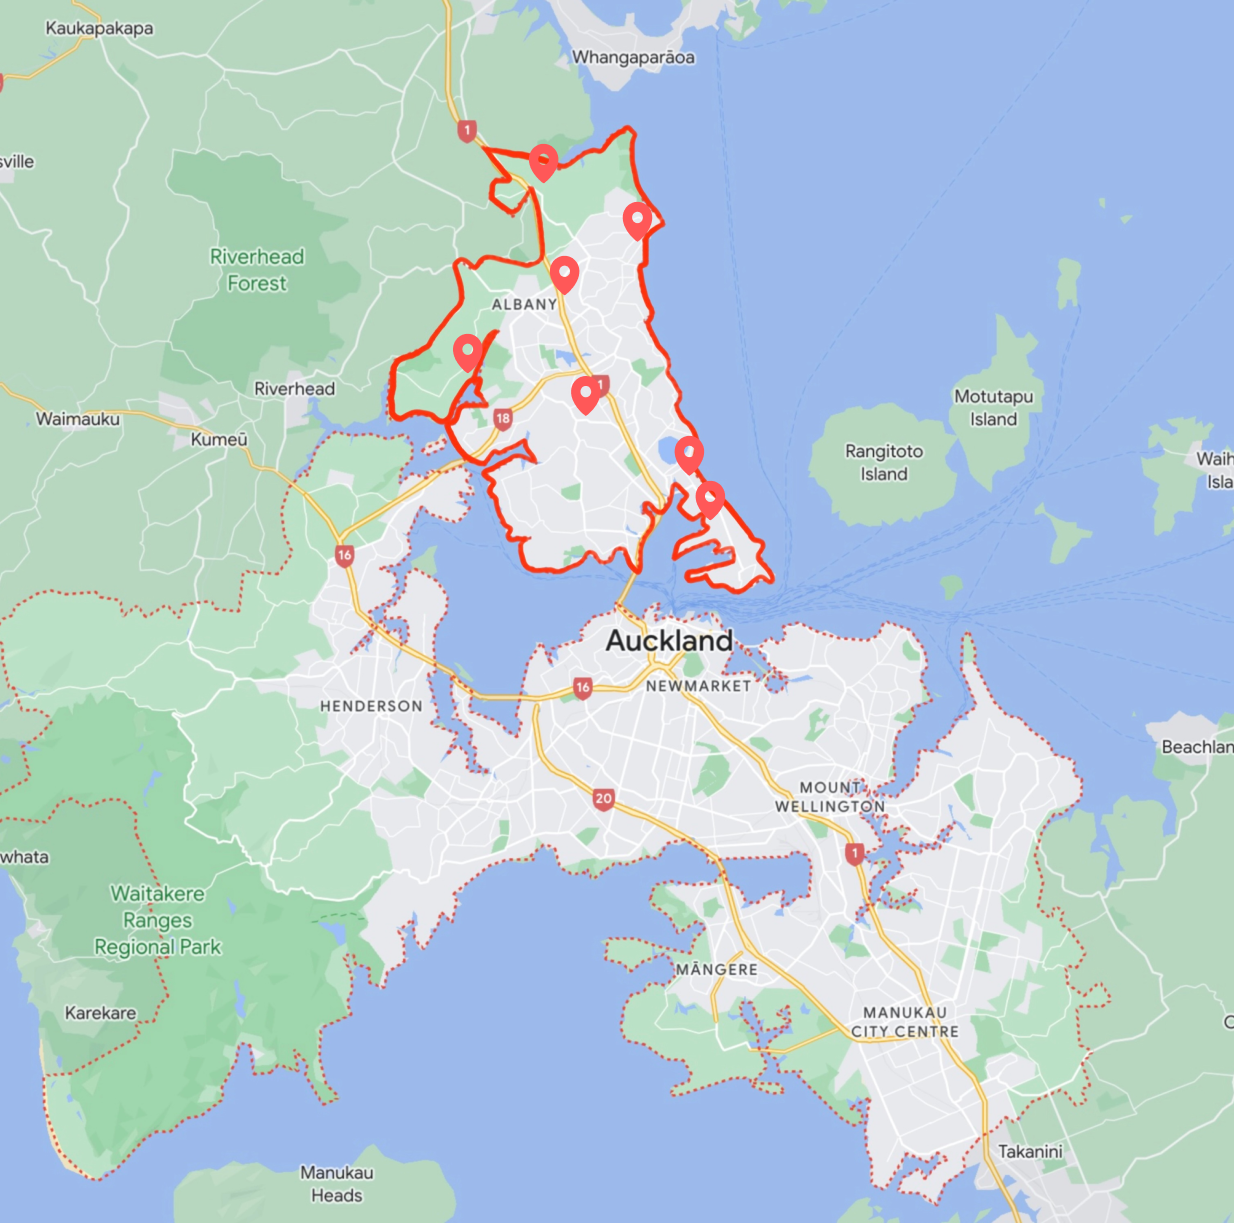 Kaukapakapa
Whangaparāoa
1
sville
Riverhead
Forest
ALBANY
Riverhead
1
Waimauku
18
Kumeū
Motutapu
Island
Rangitoto
Island
Waih
Isla
16
Auckland
NEWMARKET
16
HENDERSON
Beachlan
MOUNT
WELLINGTON
20
1
whata
Waitakere
Ranges
Regional Park
MĀNGERE
Karekare
MANUKAU
CITY CENTRE
Takanini
Manukau
Heads